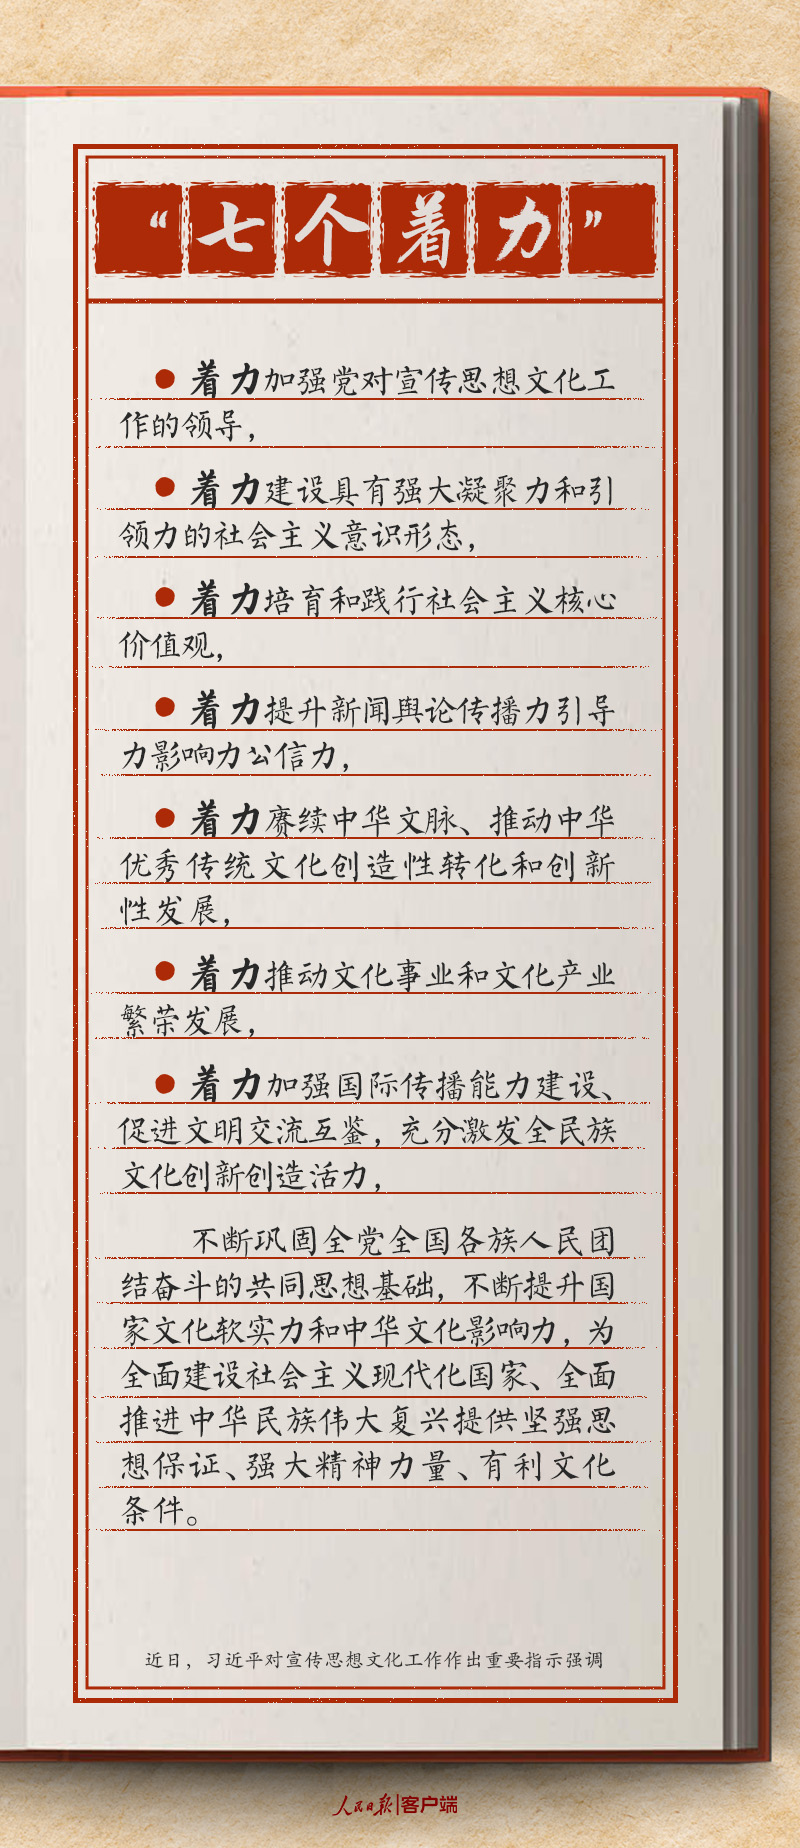 “七个着力”
● 着力加强党对宣传思想文化工
作的领导，
● 着力建设具有强大凝聚力和引
领力的社会主义意识形态，
● 着力培育和践行社会主义核心
价值观，
● 着力提升新闻舆论传播力引导
力影响力公信力，
● 着力赓续中华文脉、推动中华
优秀传统文化创造性转化和创新
性发展，
● 着力推动文化事业和文化产业
繁荣发展，
● 着力加强国际传播能力建设、
促进文明交流互鉴，充分激发全民族
文化创新创造活力，
不断巩固全党全国各族人民团
结奋斗的共同思想基础，不断提升国
家文化软实力和中华文化影响力，为
全面建设社会主义现代化国家、全面
推进中华民族伟大复兴提供坚强思
想保证、强大精神力量、有利文化
条件。
近日，习近平对宣传思想文化工作作出重要指示强调
人民日报|客户端